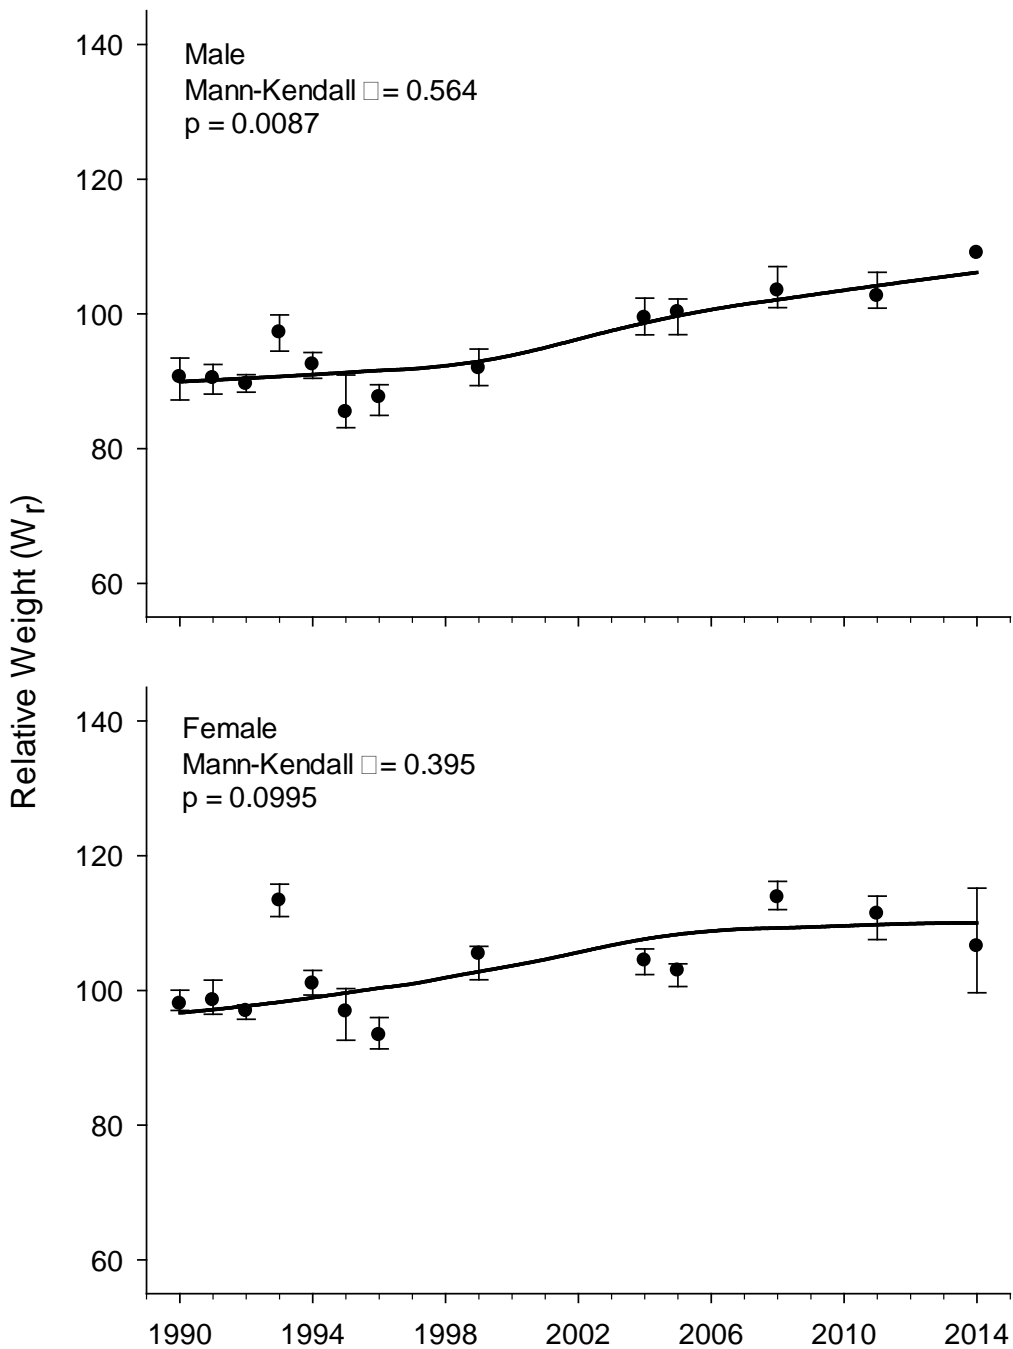 Relative Weight (Wr)
140
120
100
80
60
Male
Mann-Kendall □= 0.564
p = 0.0087
140
120
100
80
60
Female
Mann-Kendall □= 0.395
p = 0.0995
1990 1994 1998 2002 2006 2010 2014